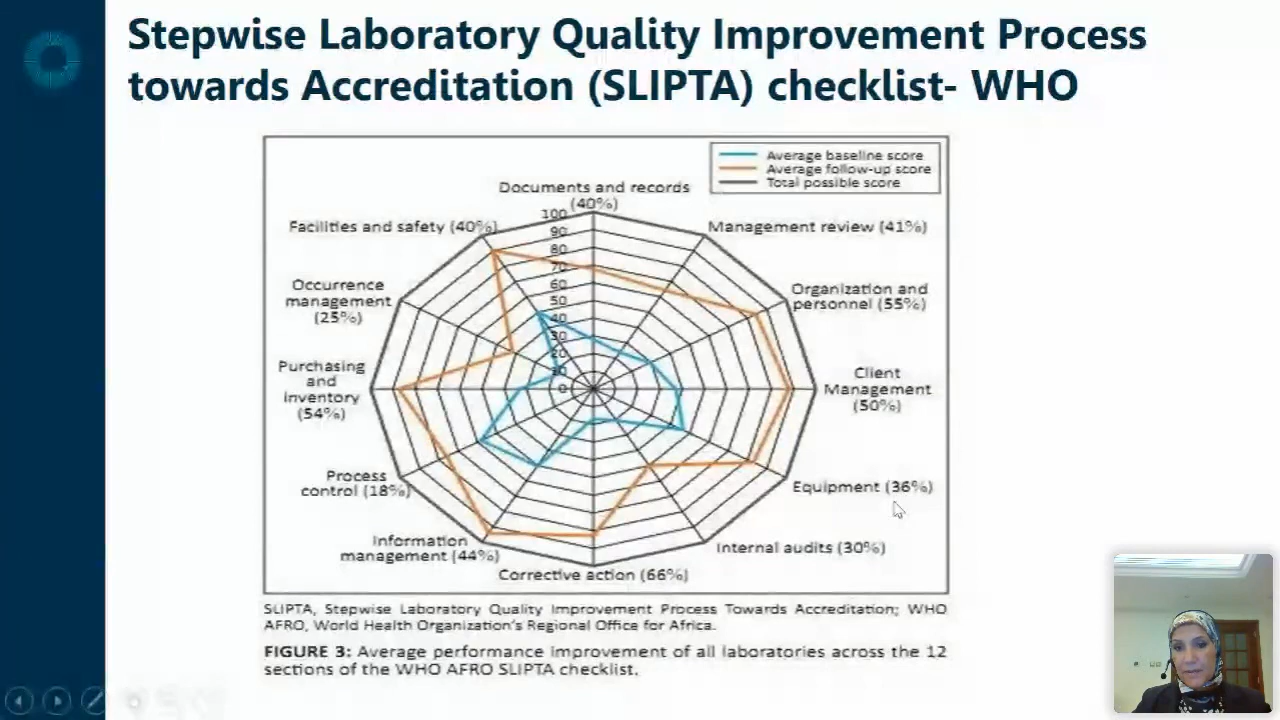 Stepwise Laboratory Quality Improvement Process
towards Accreditation (SLIPTA) checklist- WHO
Average baseline score
Average follow-up score
Total possible score
Documents and records
(40%)
Facilities and safety (40%)
Management review (41%)
Occurrence
management
(25%)
Organization and
personnel (55%)
Purchasing
and
inventory
(54%)
Client
Management
(50%)
Process
control (18%)
Equipment (36%)
Information
management (44%)
Internal audits (30%)
Corrective action (66%)
100
90
80
70
60
50
40
30
20
10
0
SLIPTA, Stepwise Laboratory Quality Improvement Process Towards Accreditation; WHO
AFRO, World Health Organization's Regional Office for Africa.
FIGURE 3: Average performance improvement of all laboratories across the 12
sections of the WHO AFRO SLIPTA checklist.